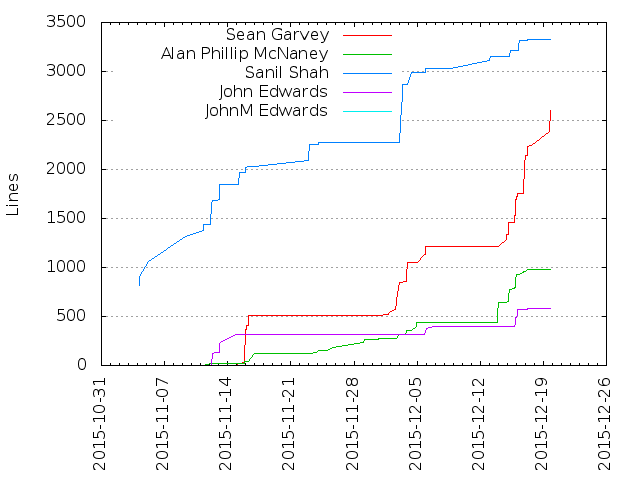 3500
3000
2500
2000
1500
1000
500
0
Lines
Sean Garvey
Alan Phillip McNaney
Sanil Shah
John Edwards
JohnM Edwards
2015-10-31
2015-11-07
2015-11-14
2015-11-21
2015-11-28
2015-12-05
2015-12-12
2015-12-19
2015-12-26